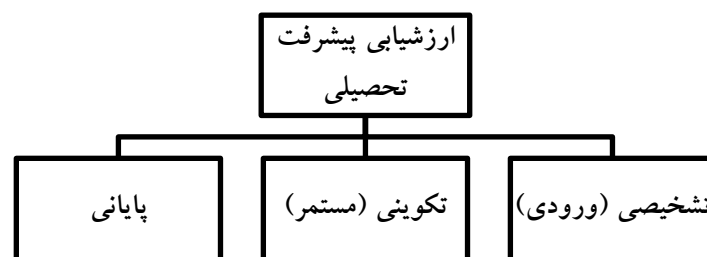 ارزشیابی پیشرفت
تحصیلی
تشخیصی (ورودی)
تکوینی (مستمر)
پایانی